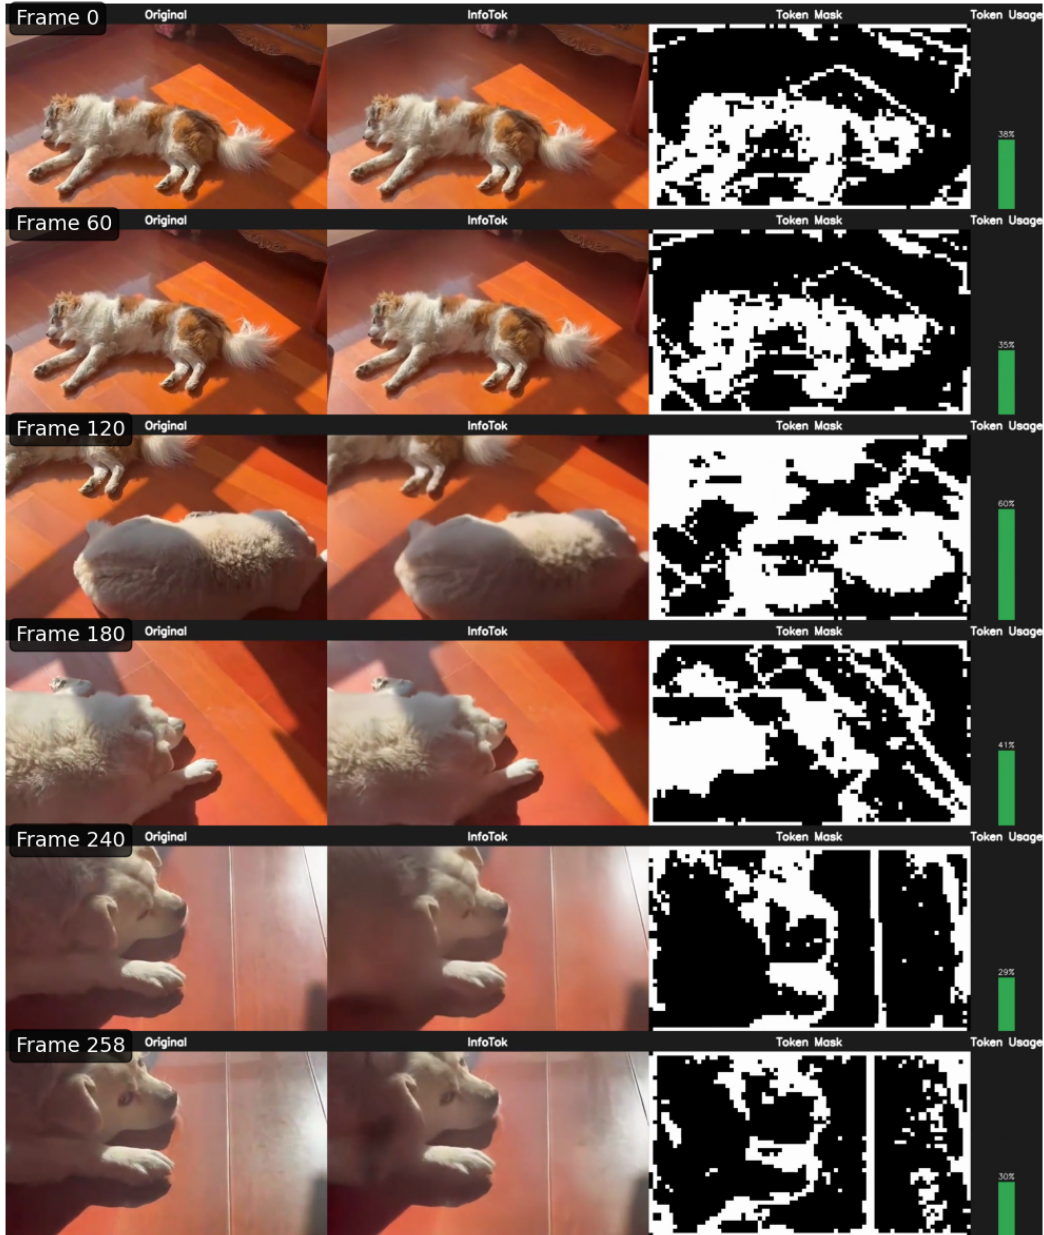 Frame 0 Original InfoTok Token Mask Token Usage
38%
Frame 60 Original InfoTok Token Mask Token Usage
35%
Frame 120 Original InfoTok Token Mask Token Usage
60%
Frame 180 Original InfoTok Token Mask Token Usage
41%
Frame 240 Original InfoTok Token Mask Token Usage
29%
Frame 258 Original InfoTok Token Mask Token Usage
30%